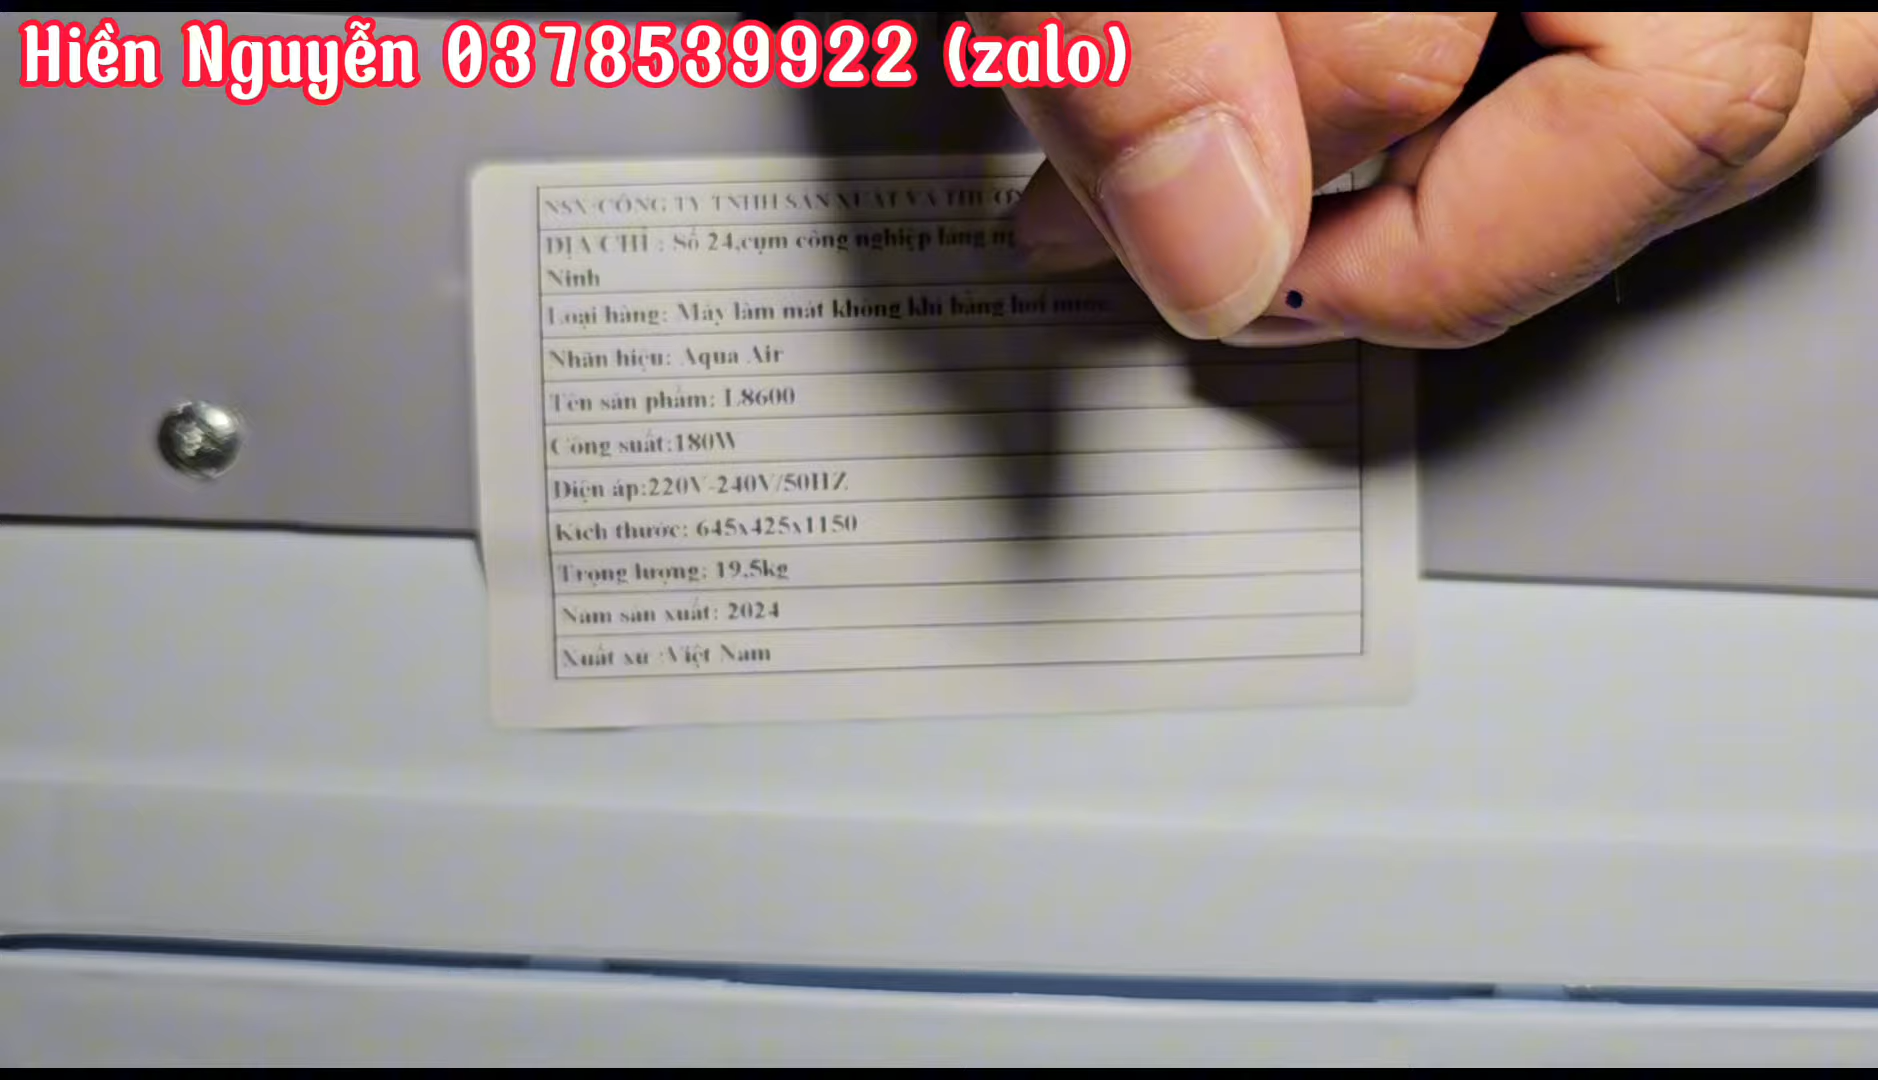 Hiền Nguyễn 0378539922 (zalo)
NSX:CÔNG TY TNHH SẢN XUẤT VÀ THƯƠ
ĐỊA CHỈ : Số 24,cụm công nghiệp làng
Ninh
Loại hàng: Máy làm mát không khí bằng hơi nước
Nhãn hiệu: Aqua Air
Tên sản phẩm: L8600
Công suất:180W
Điện áp:220V-240V/50HZ
Kích thước: 645x425x1150
Trọng lượng: 19,5kg
Năm sản xuất: 2024
Xuất xứ :Việt Nam